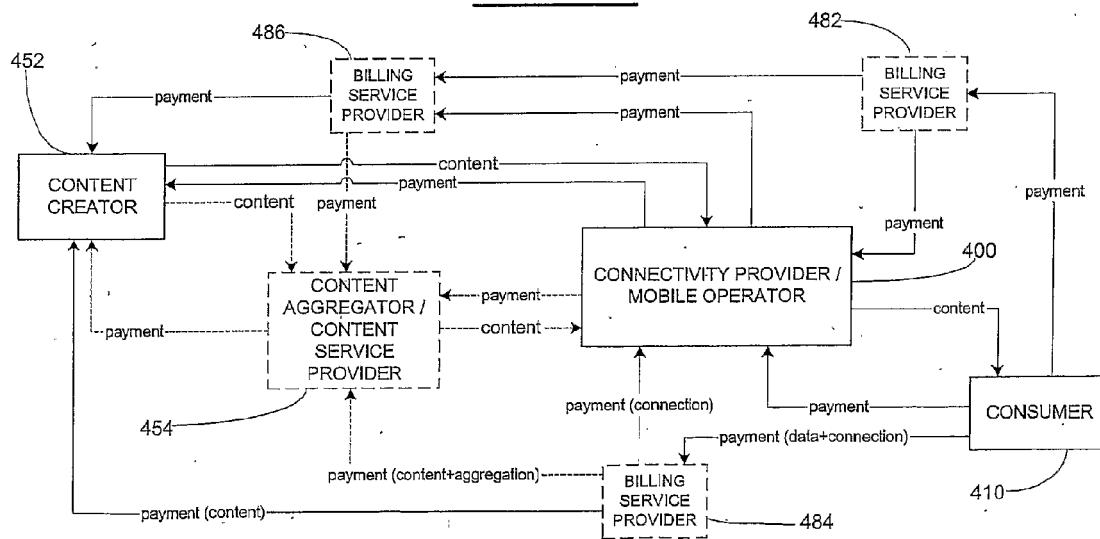 486
482
452
BILLING
SERVICE
PROVIDER
payment
BILLING
SERVICE
PROVIDER
payment
payment
content
payment
CONTENT
CREATOR
content
payment
payment
payment
400
CONNECTIVITY PROVIDER /
MOBILE OPERATOR
CONTENT
AGGREGATOR /
CONTENT
SERVICE
PROVIDER
payment
content
content
payment
CONSUMER
payment
payment (connection)
454
payment (data+connection)
payment (content+aggregation)
BILLING
SERVICE
PROVIDER
410
payment (content)
484